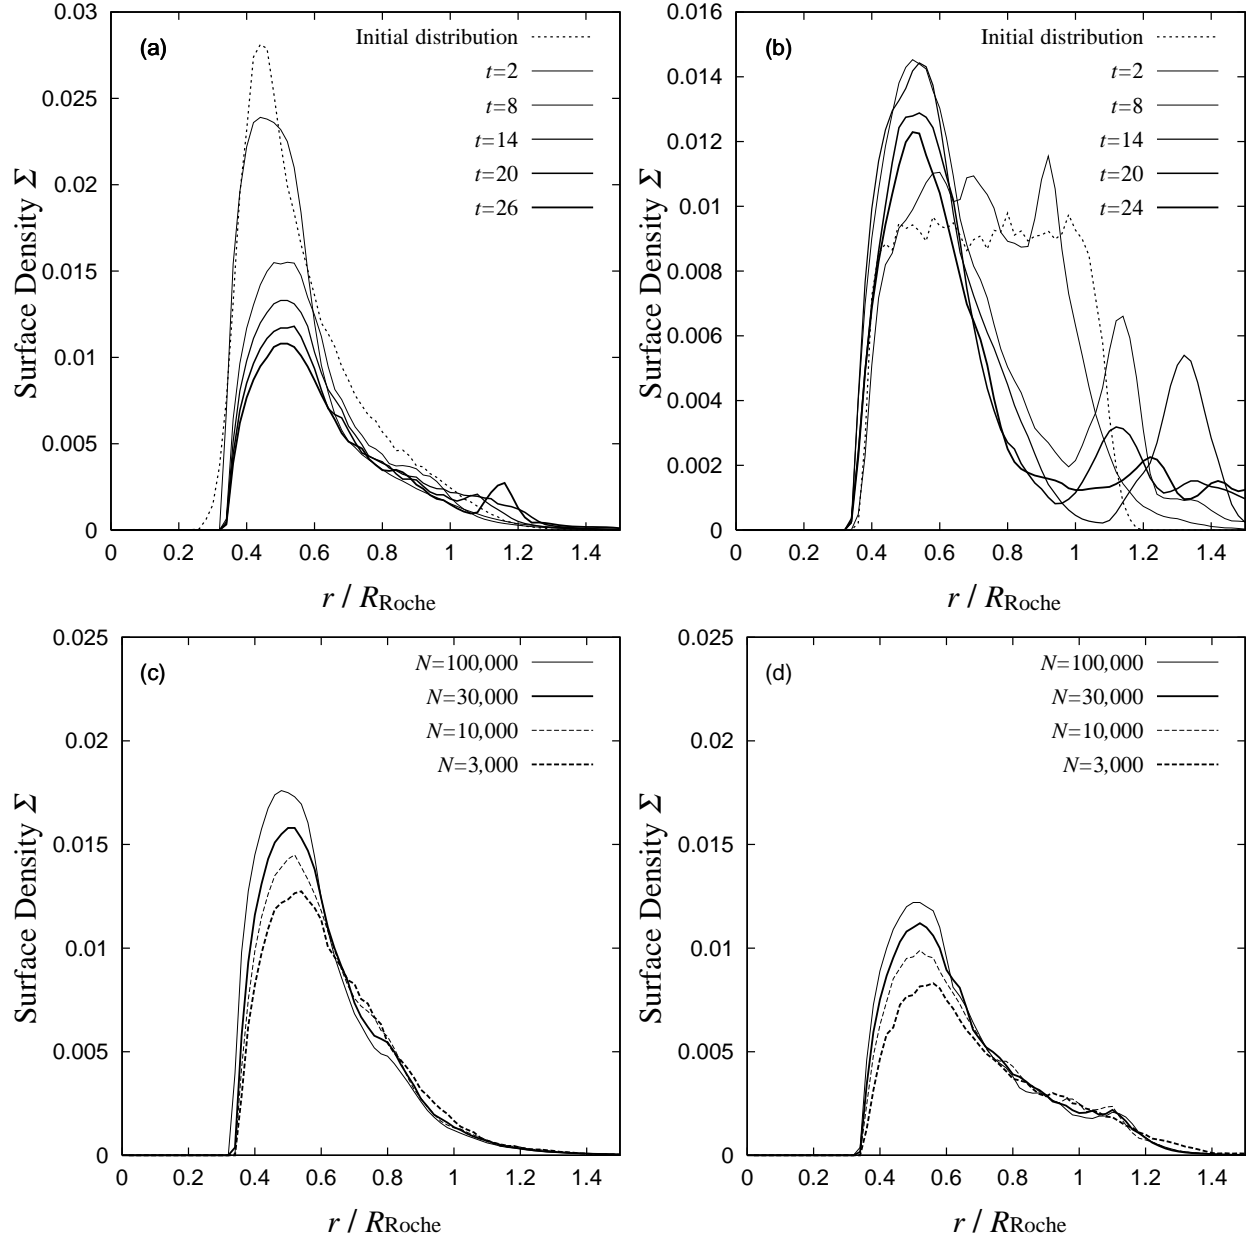 (a)
Surface Density Σ
0.03
0.025
0.02
0.015
0.01
0.005
0
Initial distribution
t=2
t=8
t=14
t=20
t=26
0 0.2 0.4 0.6 0.8 1 1.2 1.4
r / RRoche
(b)
Surface Density Σ
0.016
0.014
0.012
0.010
0.008
0.006
0.004
0.002
0
Initial distribution
t=2
t=8
t=14
t=20
t=24
0 0.2 0.4 0.6 0.8 1 1.2 1.4
r / RRoche
(c)
Surface Density Σ
0.025
0.02
0.015
0.01
0.005
0
N=100,000
N=30,000
N=10,000
N=3,000
0 0.2 0.4 0.6 0.8 1 1.2 1.4
r / RRoche
(d)
Surface Density Σ
0.025
0.02
0.015
0.01
0.005
0
N=100,000
N=30,000
N=10,000
N=3,000
0 0.2 0.4 0.6 0.8 1 1.2 1.4
r / RRoche